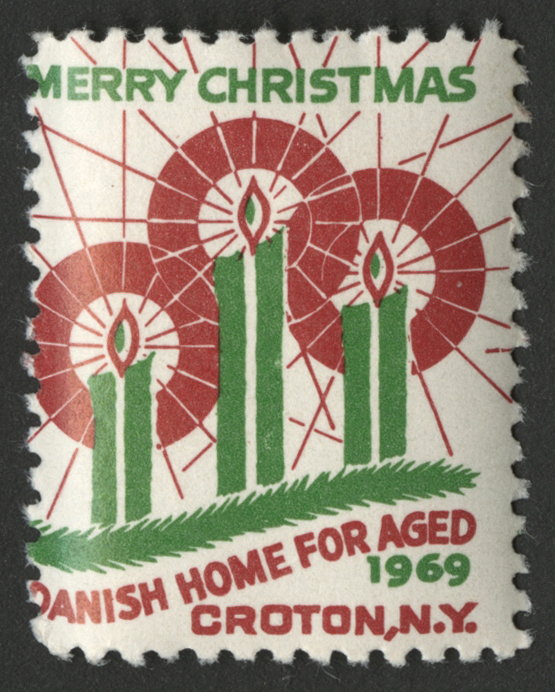 MERRY CHRISTMAS
DANISH HOME FOR AGED
1969
CROTON, N.Y.